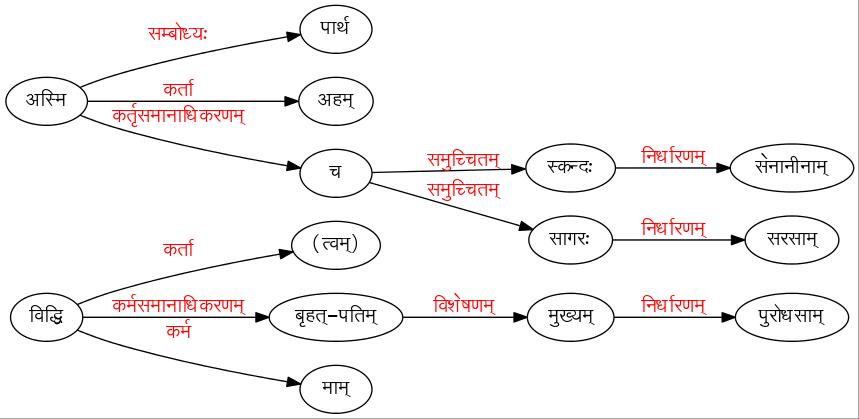 सम्बोध्यः
पार्थ
अस्मि कर्ता अहम्
कर्तृसमानाधिकरणम्
च समुच्चितम् स्कन्दः निर्धारणम् सेनानीनाम्
समुच्चितम्
सागरः निर्धारणम् सरसाम्
कर्ता (त्वम्)
विद्धि कर्मसमानाधिकरणम् बृहत्-पतिम् विशेषणम् मुख्यम् निर्धारणम् पुरोधसाम्
कर्म
माम्